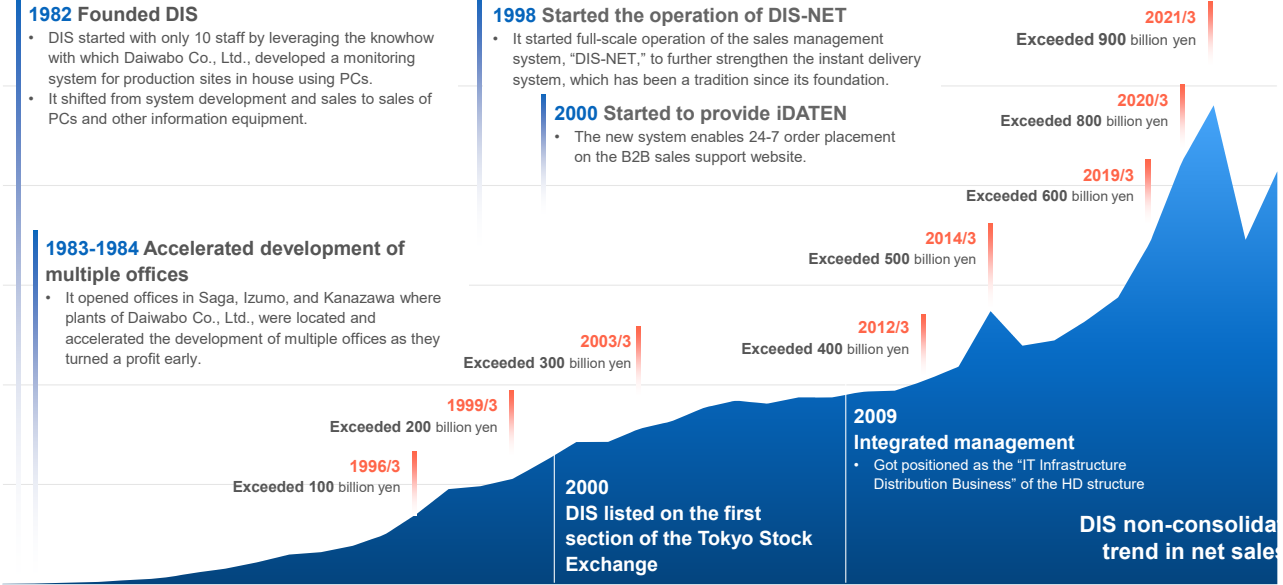 1982 Founded DIS
• DIS started with only 10 staff by leveraging the knowhow
with which Daiwabo Co., Ltd., developed a monitoring
system for production sites in house using PCs.
• It shifted from system development and sales to sales of
PCs and other information equipment.
1983-1984 Accelerated development of
multiple offices
• It opened offices in Saga, Izumo, and Kanazawa where
plants of Daiwabo Co., Ltd., were located and
accelerated the development of multiple offices as they
turned a profit early.
1998 Started the operation of DIS-NET
• It started full-scale operation of the sales management
system, “DIS-NET,” to further strengthen the instant delivery
system, which has been a tradition since its foundation.
2000 Started to provide iDATEN
• The new system enables 24-7 order placement
on the B2B sales support website.
1996/3
Exceeded 100 billion yen
1999/3
Exceeded 200 billion yen
2003/3
Exceeded 300 billion yen
2012/3
Exceeded 400 billion yen
2014/3
Exceeded 500 billion yen
2019/3
Exceeded 600 billion yen
2020/3
Exceeded 800 billion yen
2021/3
Exceeded 900 billion yen
2000
DIS listed on the first
section of the Tokyo Stock
Exchange
2009
Integrated management
• Got positioned as the “IT Infrastructure
Distribution Business” of the HD structure
DIS non-consolida
trend in net sales